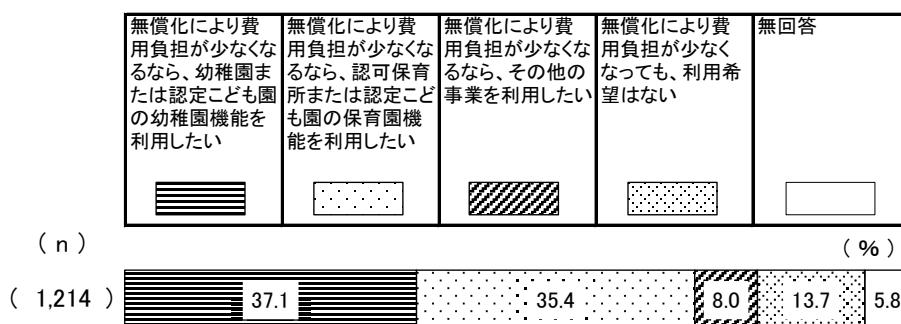 無償化により費
用負担が少なくな
るなら、幼稚園ま
たは認定こども園
の幼稚園機能を
利用したい
無償化により費
用負担が少なくな
るなら、認可保育
所または認定こど
も園の保育園機
能を利用したい
無償化により費
用負担が少なくな
るなら、その他の
事業を利用したい
無償化により費
用負担が少なく
なっても、利用希
望はない
無回答
(n)
(%)
(1,214) 37.1 35.4 8.0 13.7 5.8